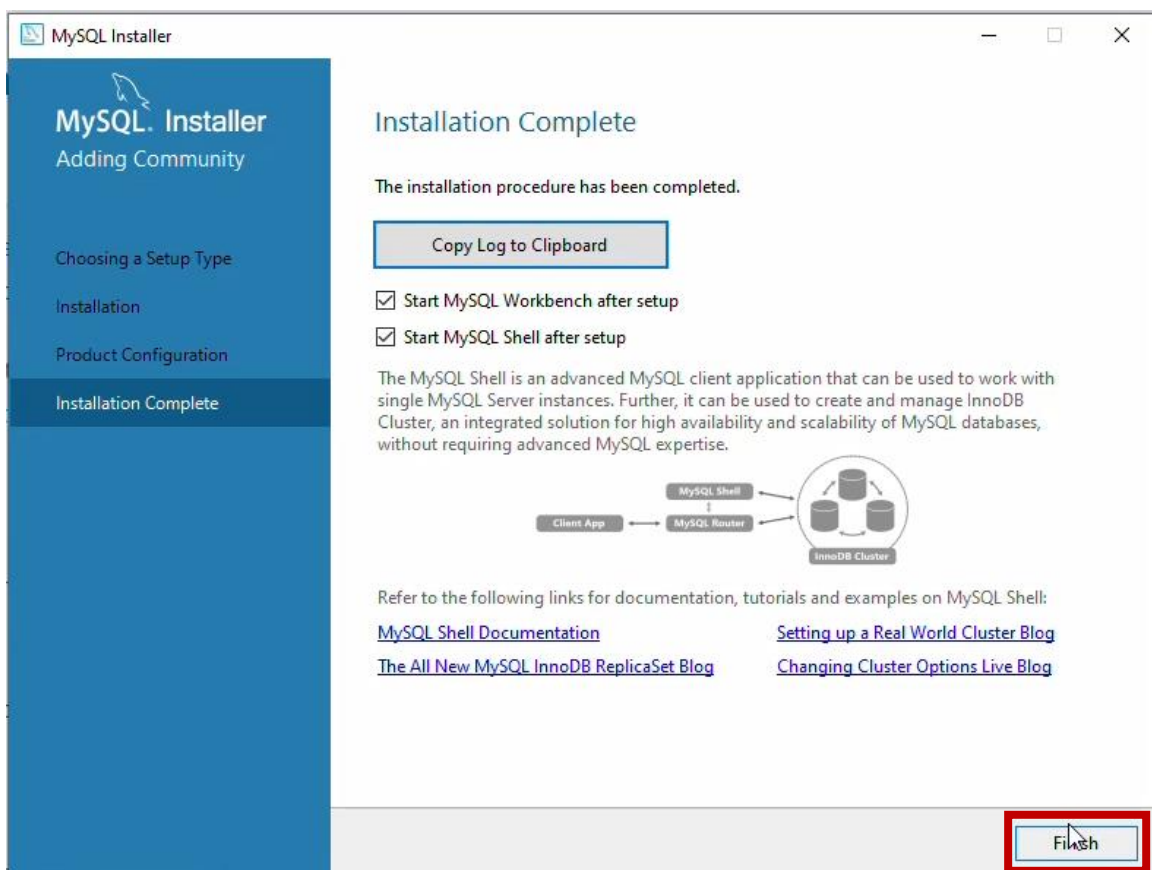 MySQL Installer
MySQL. Installer
Adding Community
Choosing a Setup Type
Installation
Product Configuration
Installation Complete
Installation Complete
The installation procedure has been completed.
Copy Log to Clipboard
Start MySQL Workbench after setup
Start MySQL Shell after setup
The MySQL Shell is an advanced MySQL client application that can be used to work with
single MySQL Server instances. Further, it can be used to create and manage InnoDB
Cluster, an integrated solution for high availability and scalability of MySQL databases,
without requiring advanced MySQL expertise.
MySQL Shell
Client App
MySQL Router
InnoDB Cluster
Refer to the following links for documentation, tutorials and examples on MySQL Shell:
MySQL Shell Documentation
Setting up a Real World Cluster Blog
The All New MySQL InnoDB ReplicaSet Blog
Changing Cluster Options Live Blog
Finish